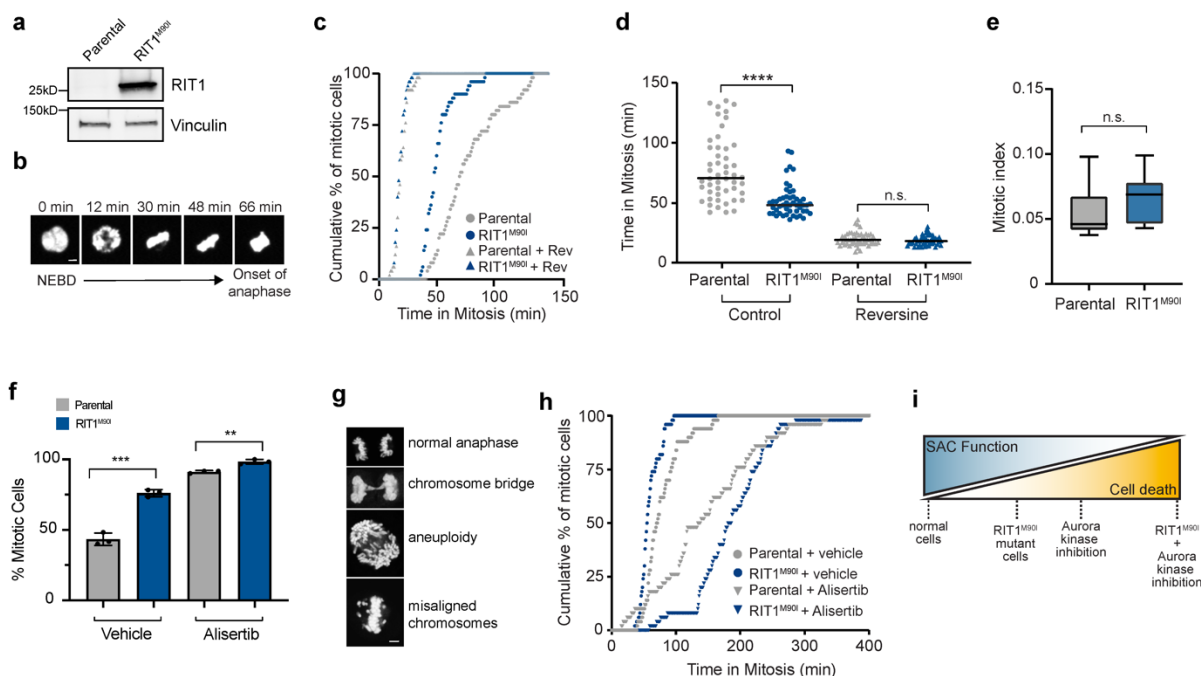 a
Parental
RIT1M90I
25kD
RIT1
150kD
Vinculin
b
0 min 12 min 30 min 48 min 66 min
NEBD
Onset of
anaphase
c
Cumulative % of mitotic cells
100
75
50
25
0
0 50 100 150
Time in Mitosis (min)
Parental
RIT1M90I
Parental + Rev
RIT1M90I + Rev
d
Time in Mitosis (min)
150
100
50
0
****
n.s.
Parental RIT1M90I Parental RIT1M90I
Control Reversine
e
Mitotic index
0.15
0.10
0.05
0.00
n.s.
Parental RIT1M90I
f
Parental
RIT1M90I
% Mitotic Cells
100
50
0
***
**
Vehicle Alisertib
g
normal anaphase
chromosome bridge
aneuploidy
misaligned
chromosomes
h
Cumulative % of mitotic cells
100
75
50
25
0
0 100 200 300 400
Time in Mitosis (min)
Parental + vehicle
RIT1M90I + vehicle
Parental + Alisertib
RIT1M90I + Alisertib
i
SAC Function
Cell death
normal
cells
RIT1M90I
mutant
cells
Aurora
kinase
inhibition
RIT1M90I
+
Aurora
kinase
inhibition